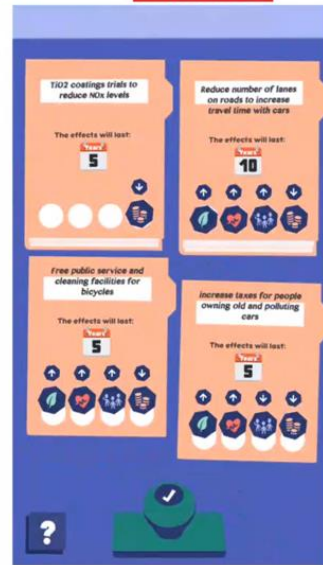 TiO2 coatings trials to
reduce NOx levels
The effects will last:
Years
5
Reduce number of lanes
on roads to increase
travel time with cars
The effects will last:
Years
10
Free public service and
cleaning facilities for
bicycles
The effects will last:
Years
5
Increase taxes for people
owning old and polluting
cars
The effects will last:
Years
5
?